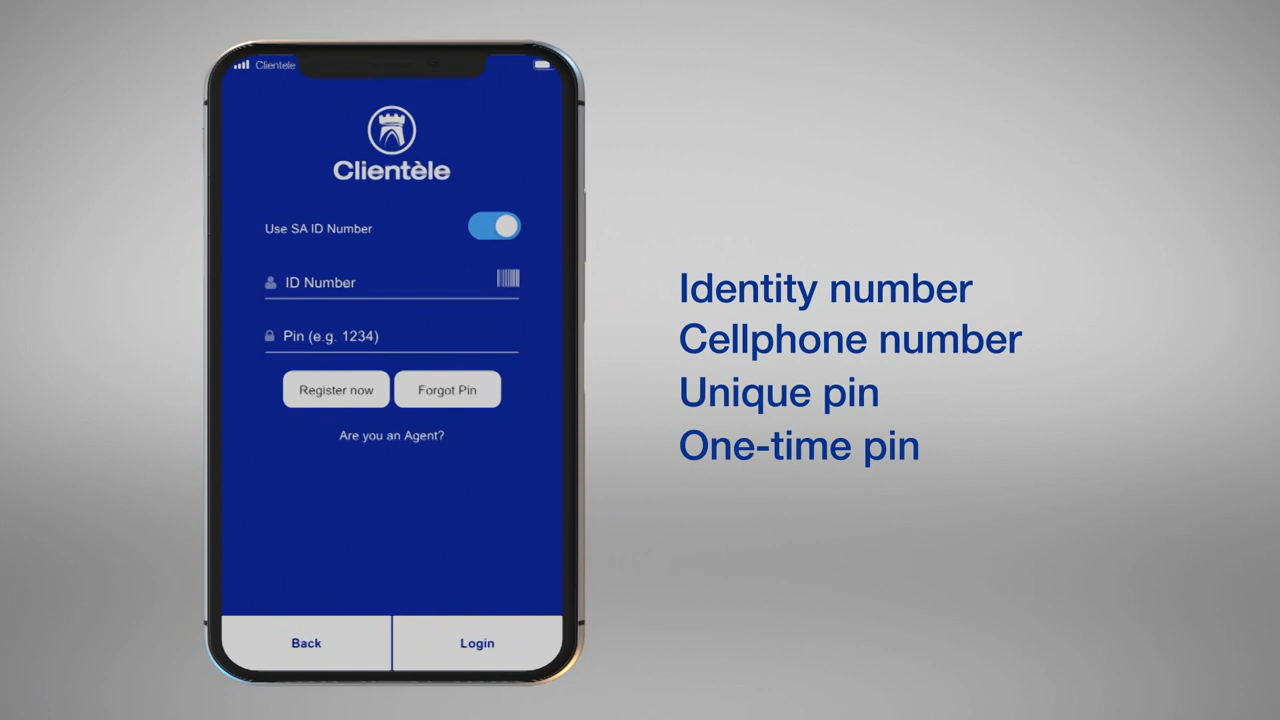 Clientele
Clientèle
Use SA ID Number
ID Number
Pin (e.g. 1234)
Register now
Forgot Pin
Are you an Agent?
Back
Login
Identity number
Cellphone number
Unique pin
One-time pin